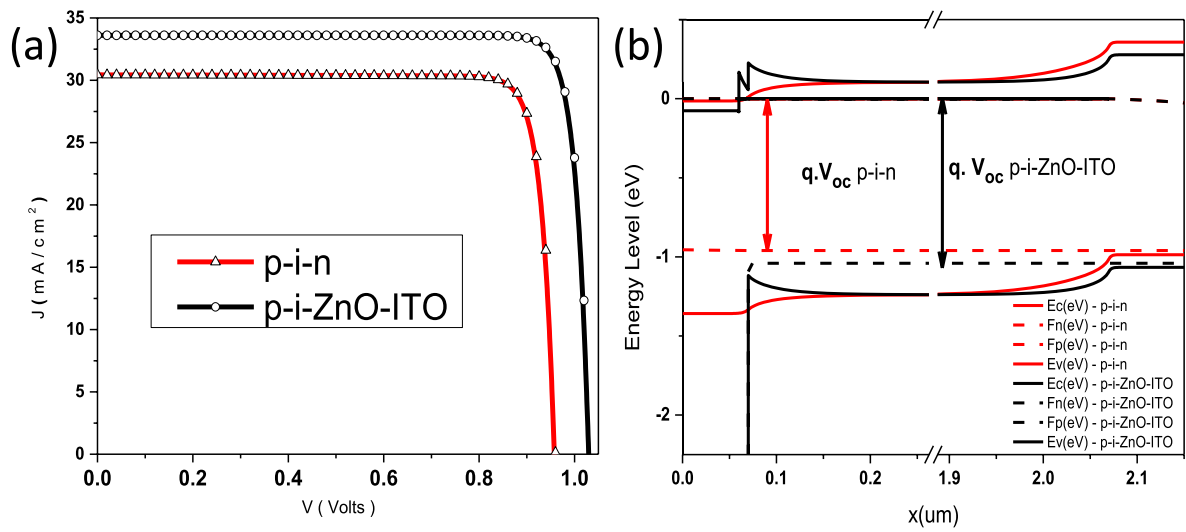 (a)
35
30
25
20
15
10
5
0
J ( m A / c m ²)
p-i-n
p-i-ZnO-ITO
0.0
0.2
0.4
0.6
0.8
1.0
V ( Volts )
(b)
0
-1
-2
Energy Level (eV)
q.Voc p-i-n
q. Voc p-i-ZnO-ITO
Ec(eV) - p-i-n
Fn(eV) - p-i-n
Fp(eV) - p-i-n
Ev(eV) - p-i-n
Ec(eV) - p-i-ZnO-ITO
Fn(eV) - p-i-ZnO-ITO
Fp(eV) - p-i-ZnO-ITO
Ev(eV) - p-i-ZnO-ITO
0.0
0.1
0.2
1.9
2.0
2.1
x(um)